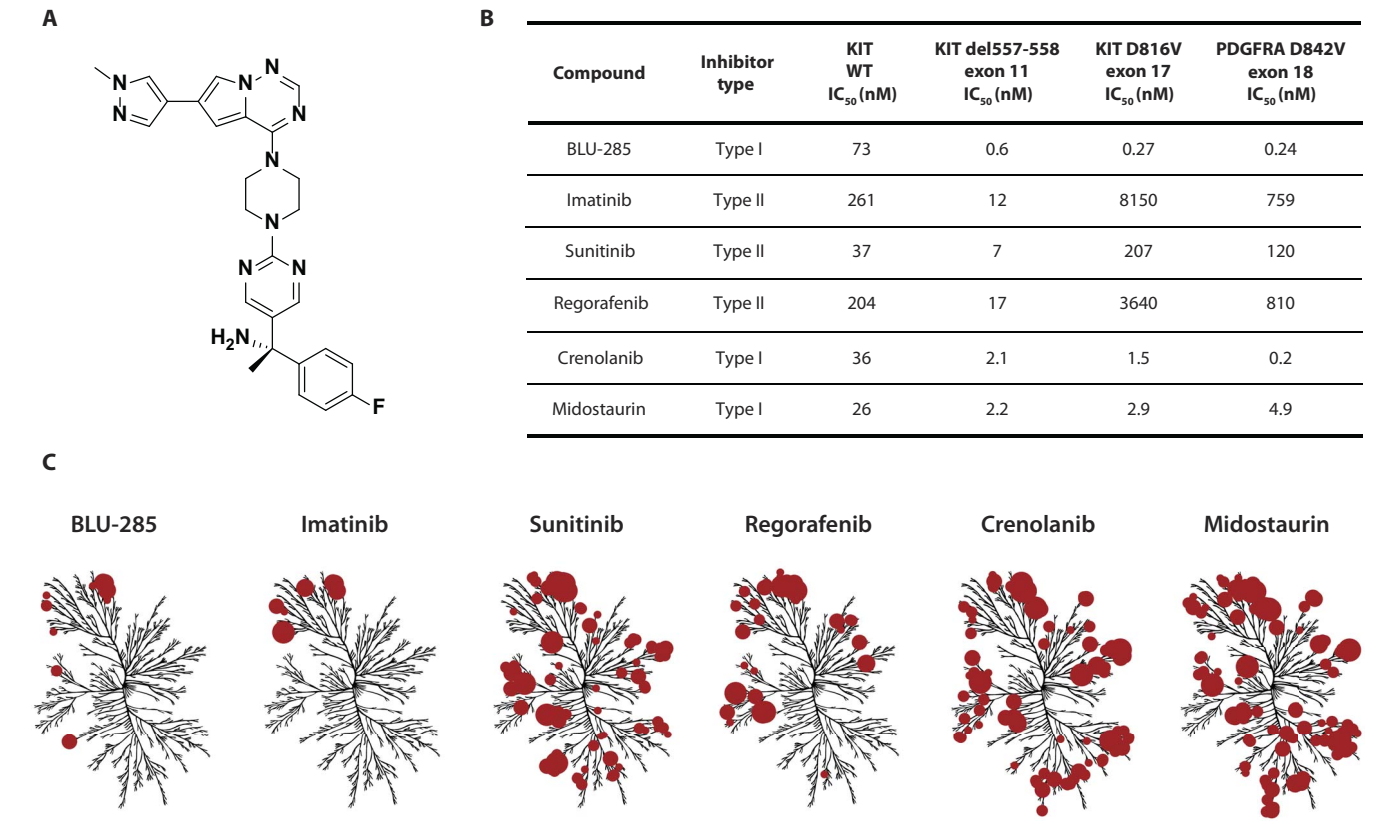 A
N
N
N
N
N
N
N
N
N
H2N
F
B
Compound
Inhibitor
type
KIT
WT
IC50 (nM)
KIT del557-558
exon 11
IC50 (nM)
KIT D816V
exon 17
IC50 (nM)
PDGFRA D842V
exon 18
IC50 (nM)
BLU-285 Type I 73 0.6 0.27 0.24
Imatinib Type II 261 12 8150 759
Sunitinib Type II 37 7 207 120
Regorafenib Type II 204 17 3640 810
Crenolanib Type I 36 2.1 1.5 0.2
Midostaurin Type I 26 2.2 2.9 4.9
C
BLU-285 Imatinib Sunitinib Regorafenib Crenolanib Midostaurin